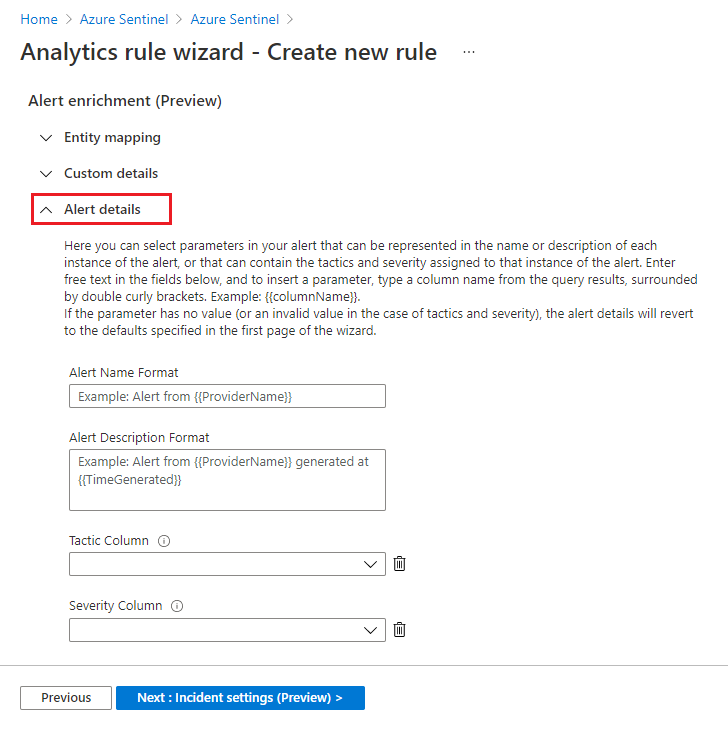 Home > Azure Sentinel > Azure Sentinel >
Analytics rule wizard - Create new rule ...
Alert enrichment (Preview)
Entity mapping
Custom details
Alert details
Here you can select parameters in your alert that can be represented in the name or description of each
instance of the alert, or that can contain the tactics and severity assigned to that instance of the alert. Enter
free text in the fields below, and to insert a parameter, type a column name from the query results, surrounded
by double curly brackets. Example: {{columnName}}.
If the parameter has no value (or an invalid value in the case of tactics and severity), the alert details will revert
to the defaults specified in the first page of the wizard.
Alert Name Format
Example: Alert from {{ProviderName}}
Alert Description Format
Example: Alert from {{ProviderName}} generated at
{{TimeGenerated}}
Tactic Column
Severity Column
Previous
Next : Incident settings (Preview) >